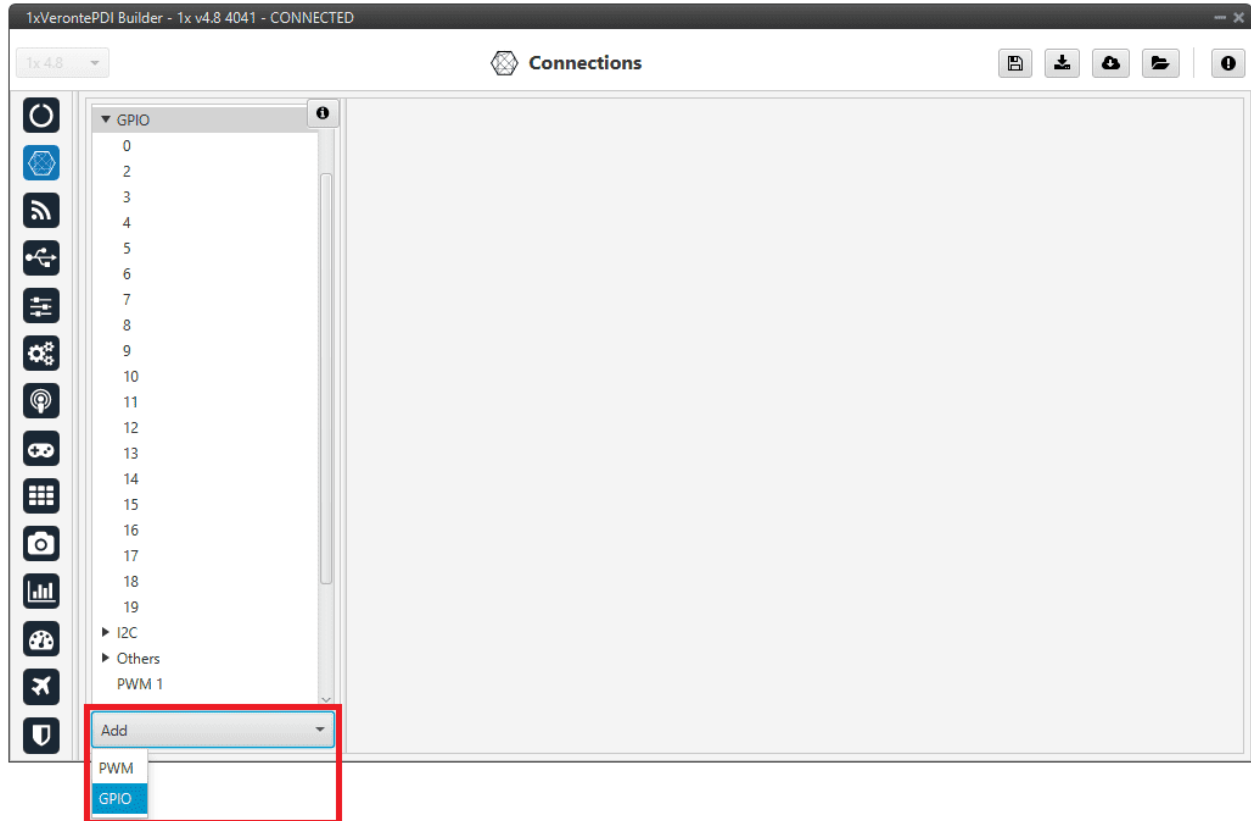 1xVerontePDI Builder - 1x v4.8 4041 - CONNECTED
1x 4.8
Connections
GPIO
0
2
3
4
5
6
7
8
9
10
11
12
13
14
15
16
17
18
19
I2C
Others
PWM 1
Add
PWM
GPIO